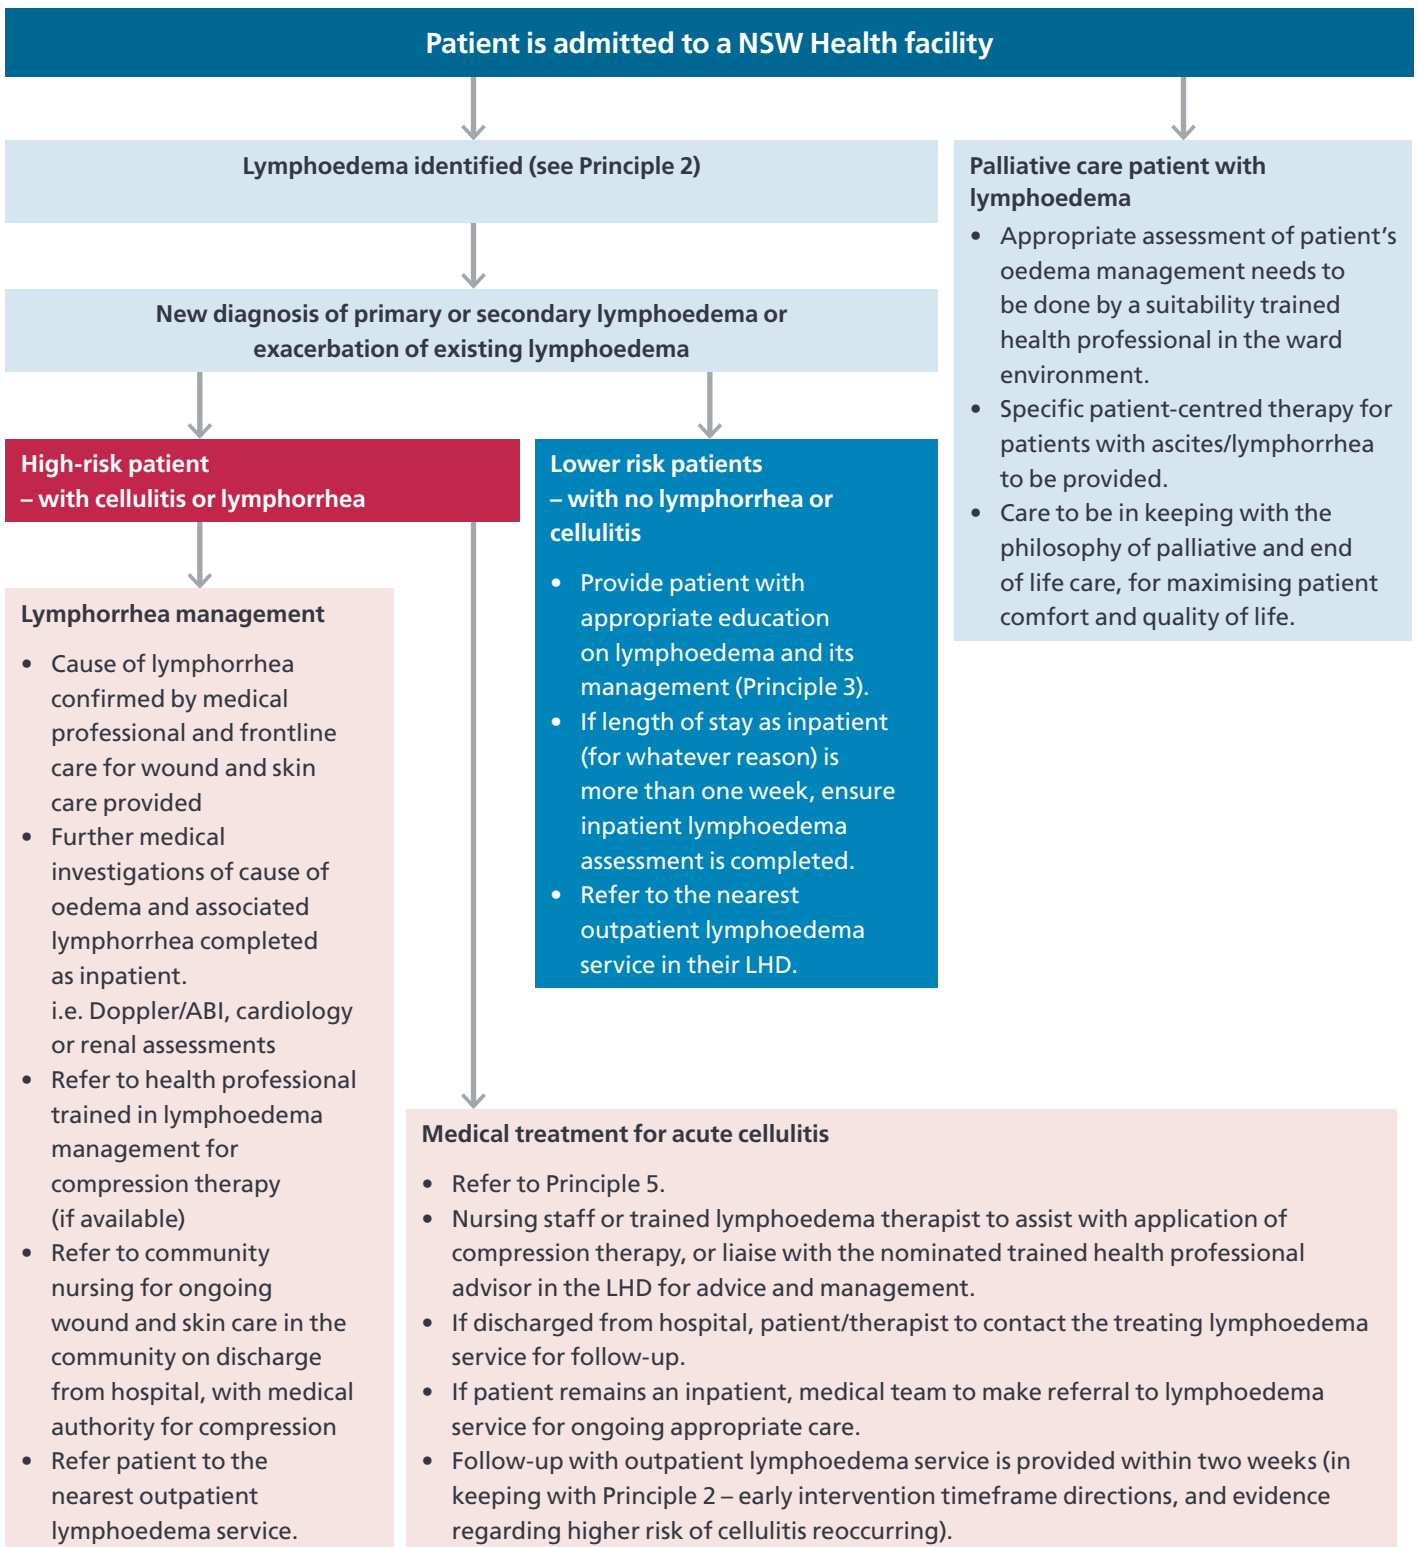 Patient is admitted to a NSW Health facility
Lymphoedema identified (see Principle 2)
New diagnosis of primary or secondary lymphoedema or
exacerbation of existing lymphoedema
Palliative care patient with
lymphoedema
• Appropriate assessment of patient’s
oedema management needs to
be done by a suitability trained
health professional in the ward
environment.
• Specific patient-centred therapy for
patients with ascites/lymphorrhea
to be provided.
• Care to be in keeping with the
philosophy of palliative and end
of life care, for maximising patient
comfort and quality of life.
High-risk patient
– with cellulitis or lymphorrhea
Lower risk patients
– with no lymphorrhea or
cellulitis
• Provide patient with
appropriate education
on lymphoedema and its
management (Principle 3).
• If length of stay as inpatient
(for whatever reason) is
more than one week, ensure
inpatient lymphoedema
assessment is completed.
• Refer to the nearest
outpatient lymphoedema
service in their LHD.
Lymphorrhea management
• Cause of lymphorrhea
confirmed by medical
professional and frontline
care for wound and skin
care provided
• Further medical
investigations of cause of
oedema and associated
lymphorrhea completed
as inpatient.
i.e. Doppler/ABI, cardiology
or renal assessments
• Refer to health professional
trained in lymphoedema
management for
compression therapy
(if available)
• Refer to community
nursing for ongoing
wound and skin care in the
community on discharge
from hospital, with medical
authority for compression
• Refer patient to the
nearest outpatient
lymphoedema service.
Medical treatment for acute cellulitis
• Refer to Principle 5.
• Nursing staff or trained lymphoedema therapist to assist with application of
compression therapy, or liaise with the nominated trained health professional
advisor in the LHD for advice and management.
• If discharged from hospital, patient/therapist to contact the treating lymphoedema
service for follow-up.
• If patient remains an inpatient, medical team to make referral to lymphoedema
service for ongoing appropriate care.
• Follow-up with outpatient lymphoedema service is provided within two weeks (in
keeping with Principle 2 – early intervention timeframe directions, and evidence
regarding higher risk of cellulitis reoccurring).